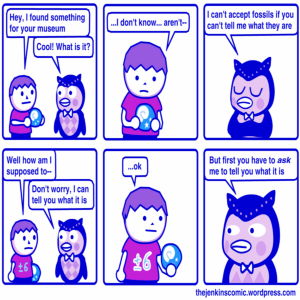 Hey, I found something
for your museum
Cool! What is it?
...I don't know... aren't--
I can't accept fossils if you
can't tell me what they are
Well how am I
supposed to--
Don't worry, I can
tell you what it is
...ok
But first you have to ask
me to tell you what it is
thejenkinscomic.wordpress.com